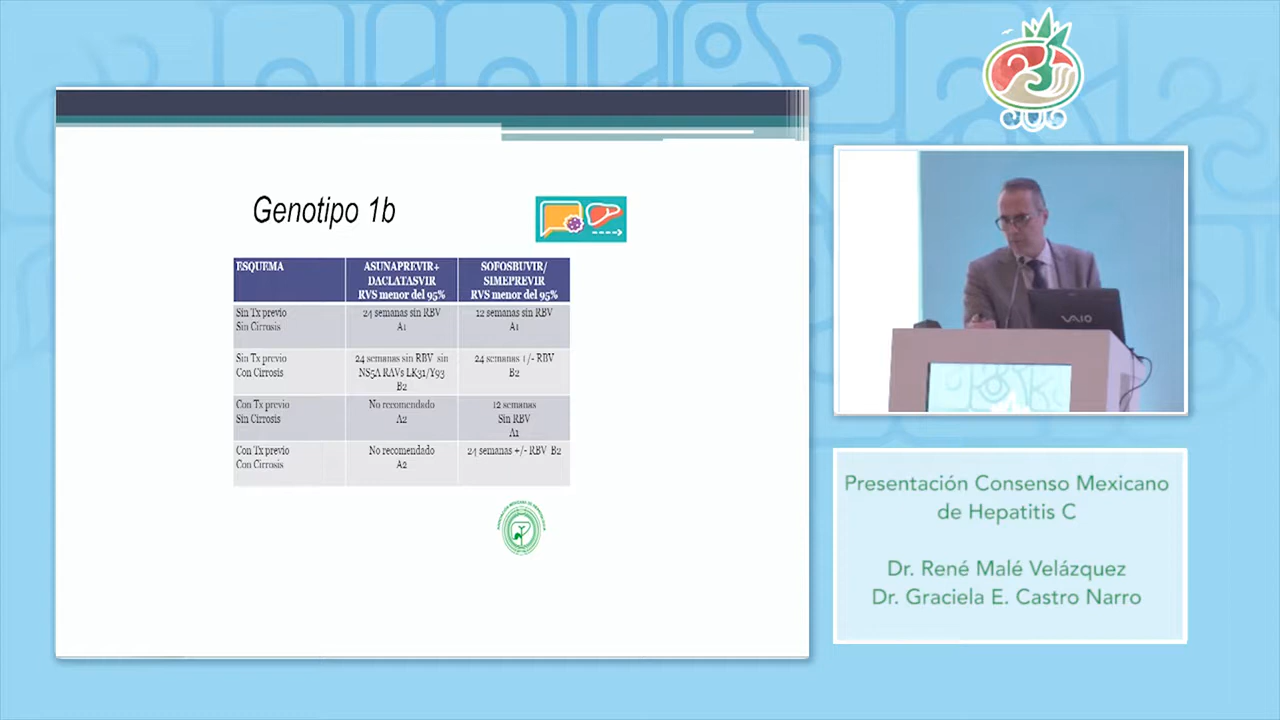 Genotipo 1b
ESQUEMA
ASUNAPREVIR+
DACLATASVIR
RVS menor del 95%
SOFOSBUVIR/
SIMEPREVIR
RVS menor del 95%
Sin Tx previo
Sin Cirrosis
24 semanas sin RBV
A1
12 semanas sin RBV
A1
Sin Tx previo
Con Cirrosis
24 semanas sin RBV sin
NS5A RAVs LK31/Y93
B2
24 semanas +/- RBV
B2
Con Tx previo
Sin Cirrosis
No recomendado
A2
12 semanas
Sin RBV
A1
Con Tx previo
Con Cirrosis
No recomendado
A2
24 semanas +/- RBV B2
VAIO
Presentación Consenso Mexicano
de Hepatitis C
Dr. René Malé Velázquez
Dr. Graciela E. Castro Narro